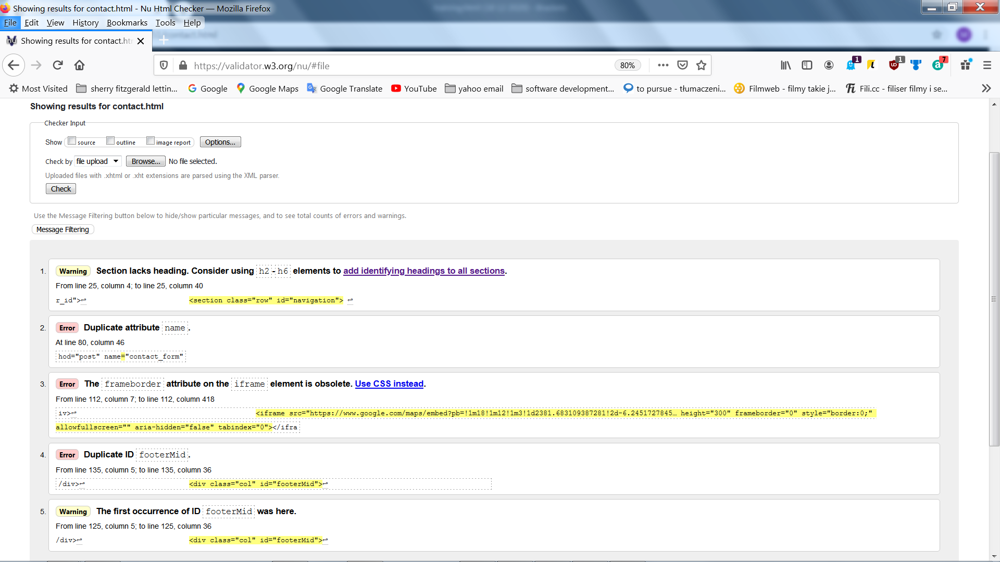 Showing results for contact.html - Nu Html Checker — Mozilla Firefox
File Edit View History Bookmarks Tools Help
Showing results for contact.ht
https://validator.w3.org/nu/#file 80% 1 1 7
Most Visited sherry fitzgerald lettin... Google Google Maps Google Translate YouTube yahoo email software development... to pursue - tłumaczeni... Filmweb - filmy takie j... Fili.cc - filiser filmy i se...
Showing results for contact.html
Checker Input
Show source outline image report Options...
Check by file upload Browse... No file selected.
Uploaded files with .xhtml or .xht extensions are parsed using the XML parser.
Check
Use the Message Filtering button below to hide/show particular messages, and to see total counts of errors and warnings.
Message Filtering
1. Warning Section lacks heading. Consider using h2-h6 elements to add identifying headings to all sections.
From line 25, column 4; to line 25, column 40
r_id">↩ <section class="row" id="navigation"> ↩
2. Error Duplicate attribute name.
At line 80, column 46
hod="post" name="contact_form"
3. Error The frameborder attribute on the iframe element is obsolete. Use CSS instead.
From line 112, column 7; to line 112, column 418
iv>↩ <iframe src="https://www.google.com/maps/embed?pb=!1m18!1m12!1m3!1d2381.683109387281!2d-6.2451727845… height="300" frameborder="0" style="border:0;"
allowfullscreen="" aria-hidden="false" tabindex="0"></ifra
4. Error Duplicate ID footerMid.
From line 135, column 5; to line 135, column 36
/div>↩ <div class="col" id="footerMid">↩
5. Warning The first occurrence of ID footerMid was here.
From line 125, column 5; to line 125, column 36
/div>↩ <div class="col" id="footerMid">↩